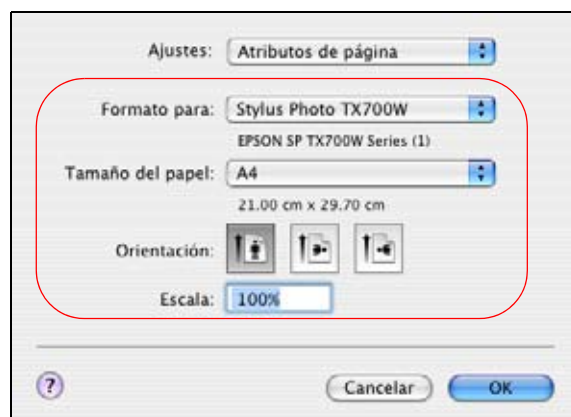 Ajustes: Atributos de página
Formato para: Stylus Photo TX700W
EPSON SP TX700W Series (1)
Tamaño del papel: A4
21.00 cm x 29.70 cm
Orientación:
Escala: 100%
? Cancelar OK